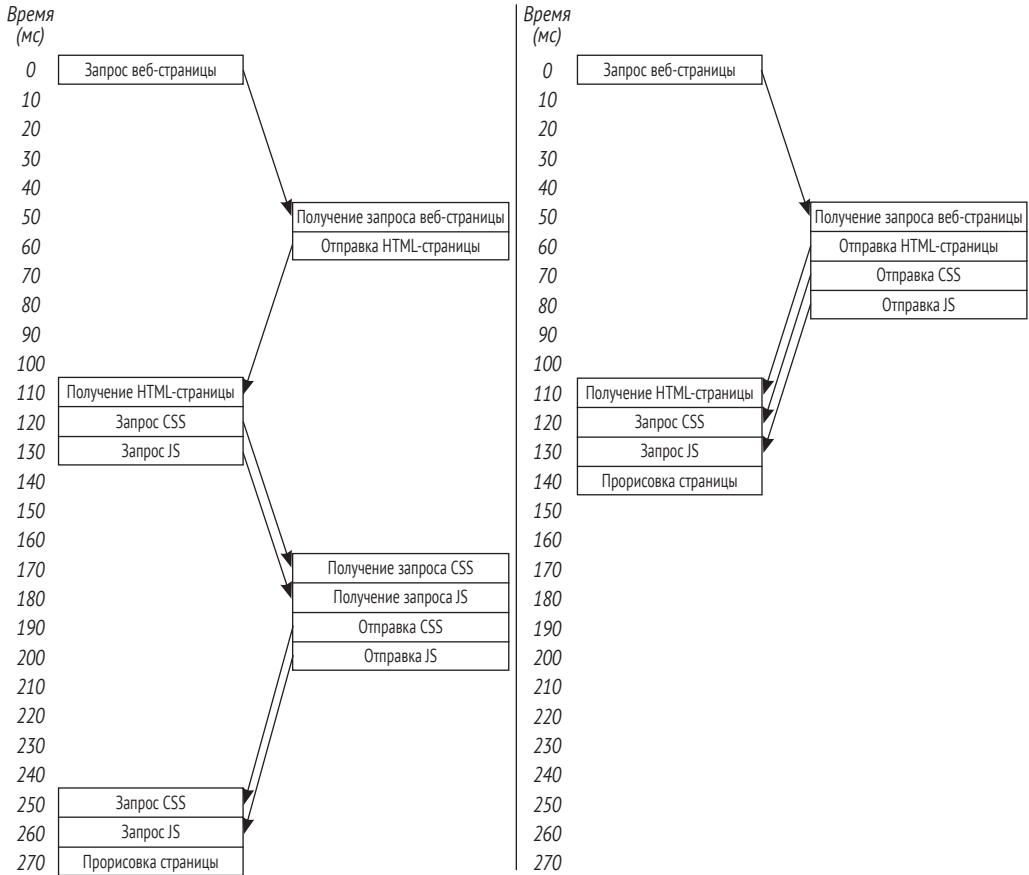 Время
(мс)
0
Запрос веб-страницы
10
20
30
40
50
Получение запроса веб-страницы
60
Отправка HTML-страницы
70
80
90
100
110
Получение HTML-страницы
120
Запрос CSS
130
Запрос JS
140
150
160
170
Получение запроса CSS
180
Получение запроса JS
190
Отправка CSS
200
Отправка JS
210
220
230
240
250
Запрос CSS
260
Запрос JS
270
Прорисовка страницы
Время
(мс)
0
Запрос веб-страницы
10
20
30
40
50
Получение запроса веб-страницы
60
Отправка HTML-страницы
70
Отправка CSS
80
Отправка JS
90
100
110
Получение HTML-страницы
120
Запрос CSS
130
Запрос JS
140
Прорисовка страницы
150
160
170
180
190
200
210
220
230
240
250
260
270